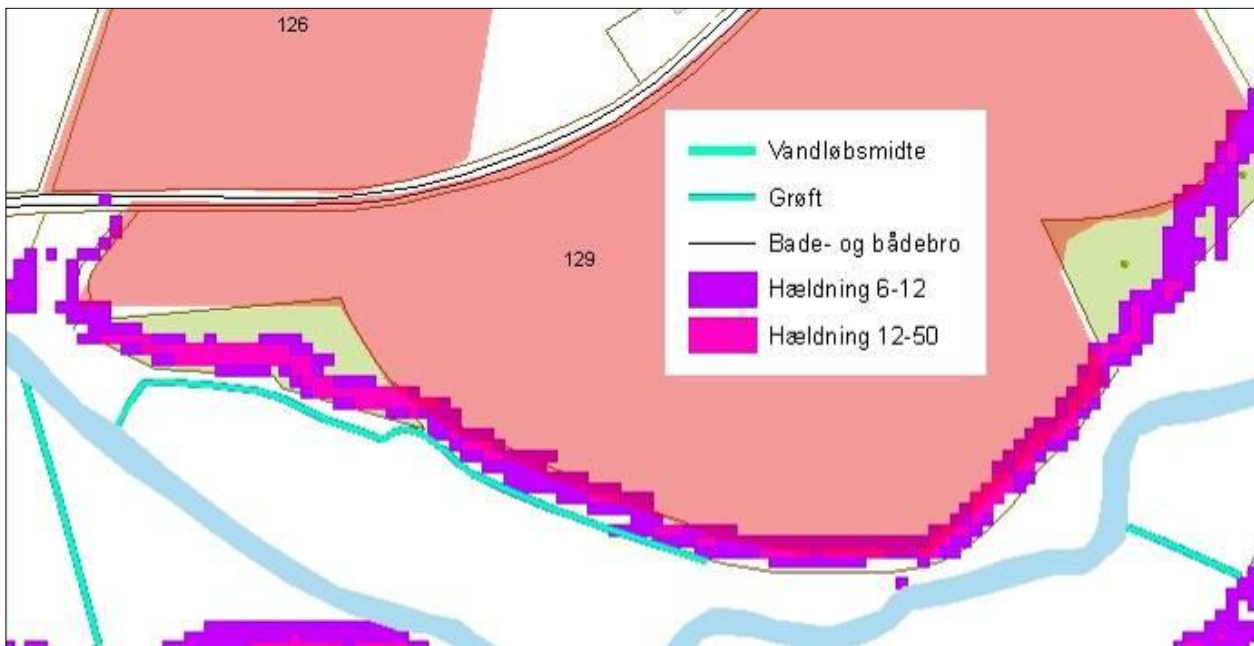 126
Vandløbsmidte
Grøft
Bade- og bådebro
129
Hældning 6-12
Hældning 12-50